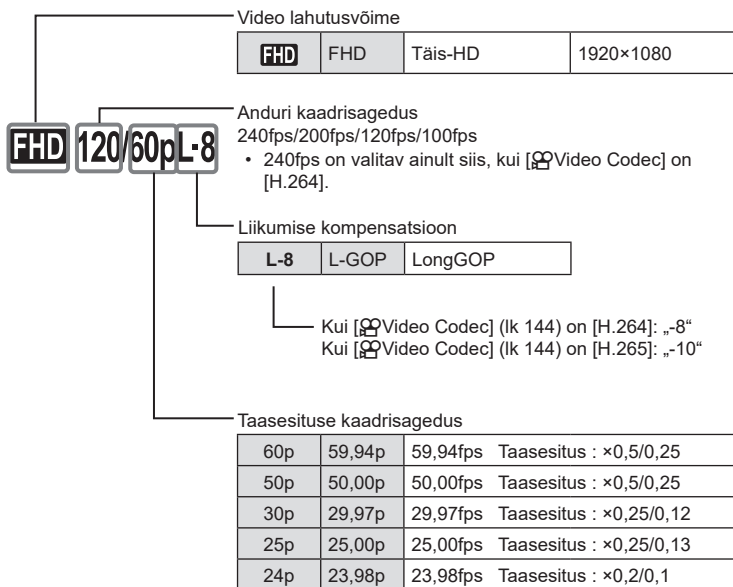 Video lahutusvõime
FHD FHD Täis-HD 1920×1080
FHD 120/60pL-8
Anduri kaadrisagedus
240fps/200fps/120fps/100fps
• 240fps on valitav ainult siis, kui [Video Codec] on
[H.264].
Liikumise kompensatsioon
L-8 L-GOP LongGOP
Kui [Video Codec] (lk 144) on [H.264]: „-8“
Kui [Video Codec] (lk 144) on [H.265]: „-10“
Taasesituse kaadrisagedus
60p 59,94p 59,94fps Taasesitus : ×0,5/0,25
50p 50,00p 50,00fps Taasesitus : ×0,5/0,25
30p 29,97p 29,97fps Taasesitus : ×0,25/0,12
25p 25,00p 25,00fps Taasesitus : ×0,25/0,13
24p 23,98p 23,98fps Taasesitus : ×0,2/0,1